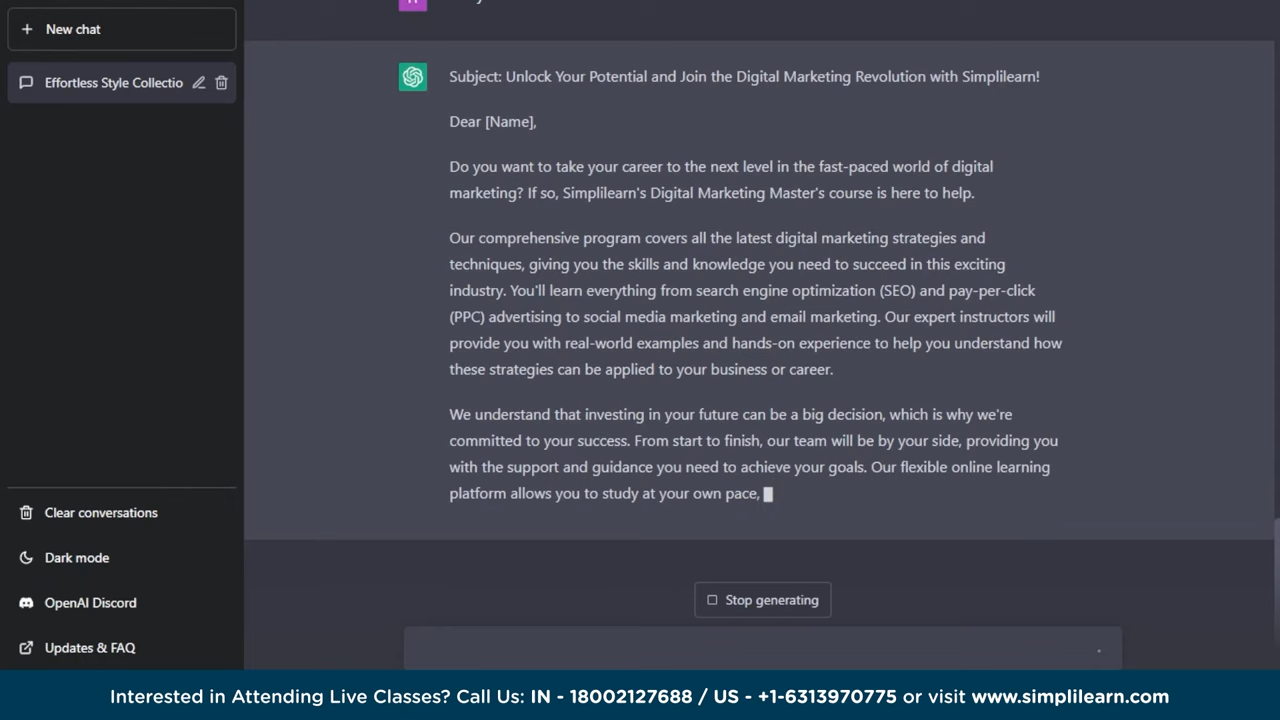 New chat
Effortless Style Collectio
Clear conversations
Dark mode
OpenAI Discord
Updates & FAQ
Subject: Unlock Your Potential and Join the Digital Marketing Revolution with Simplilearn!
Dear [Name],
Do you want to take your career to the next level in the fast-paced world of digital
marketing? If so, Simplilearn's Digital Marketing Master's course is here to help.
Our comprehensive program covers all the latest digital marketing strategies and
techniques, giving you the skills and knowledge you need to succeed in this exciting
industry. You'll learn everything from search engine optimization (SEO) and pay-per-click
(PPC) advertising to social media marketing and email marketing. Our expert instructors will
provide you with real-world examples and hands-on experience to help you understand how
these strategies can be applied to your business or career.
We understand that investing in your future can be a big decision, which is why we're
committed to your success. From start to finish, our team will be by your side, providing you
with the support and guidance you need to achieve your goals. Our flexible online learning
platform allows you to study at your own pace,
Stop generating
Interested in Attending Live Classes? Call Us: IN - 18002127688 / US - +1-6313970775 or visit www.simplilearn.com